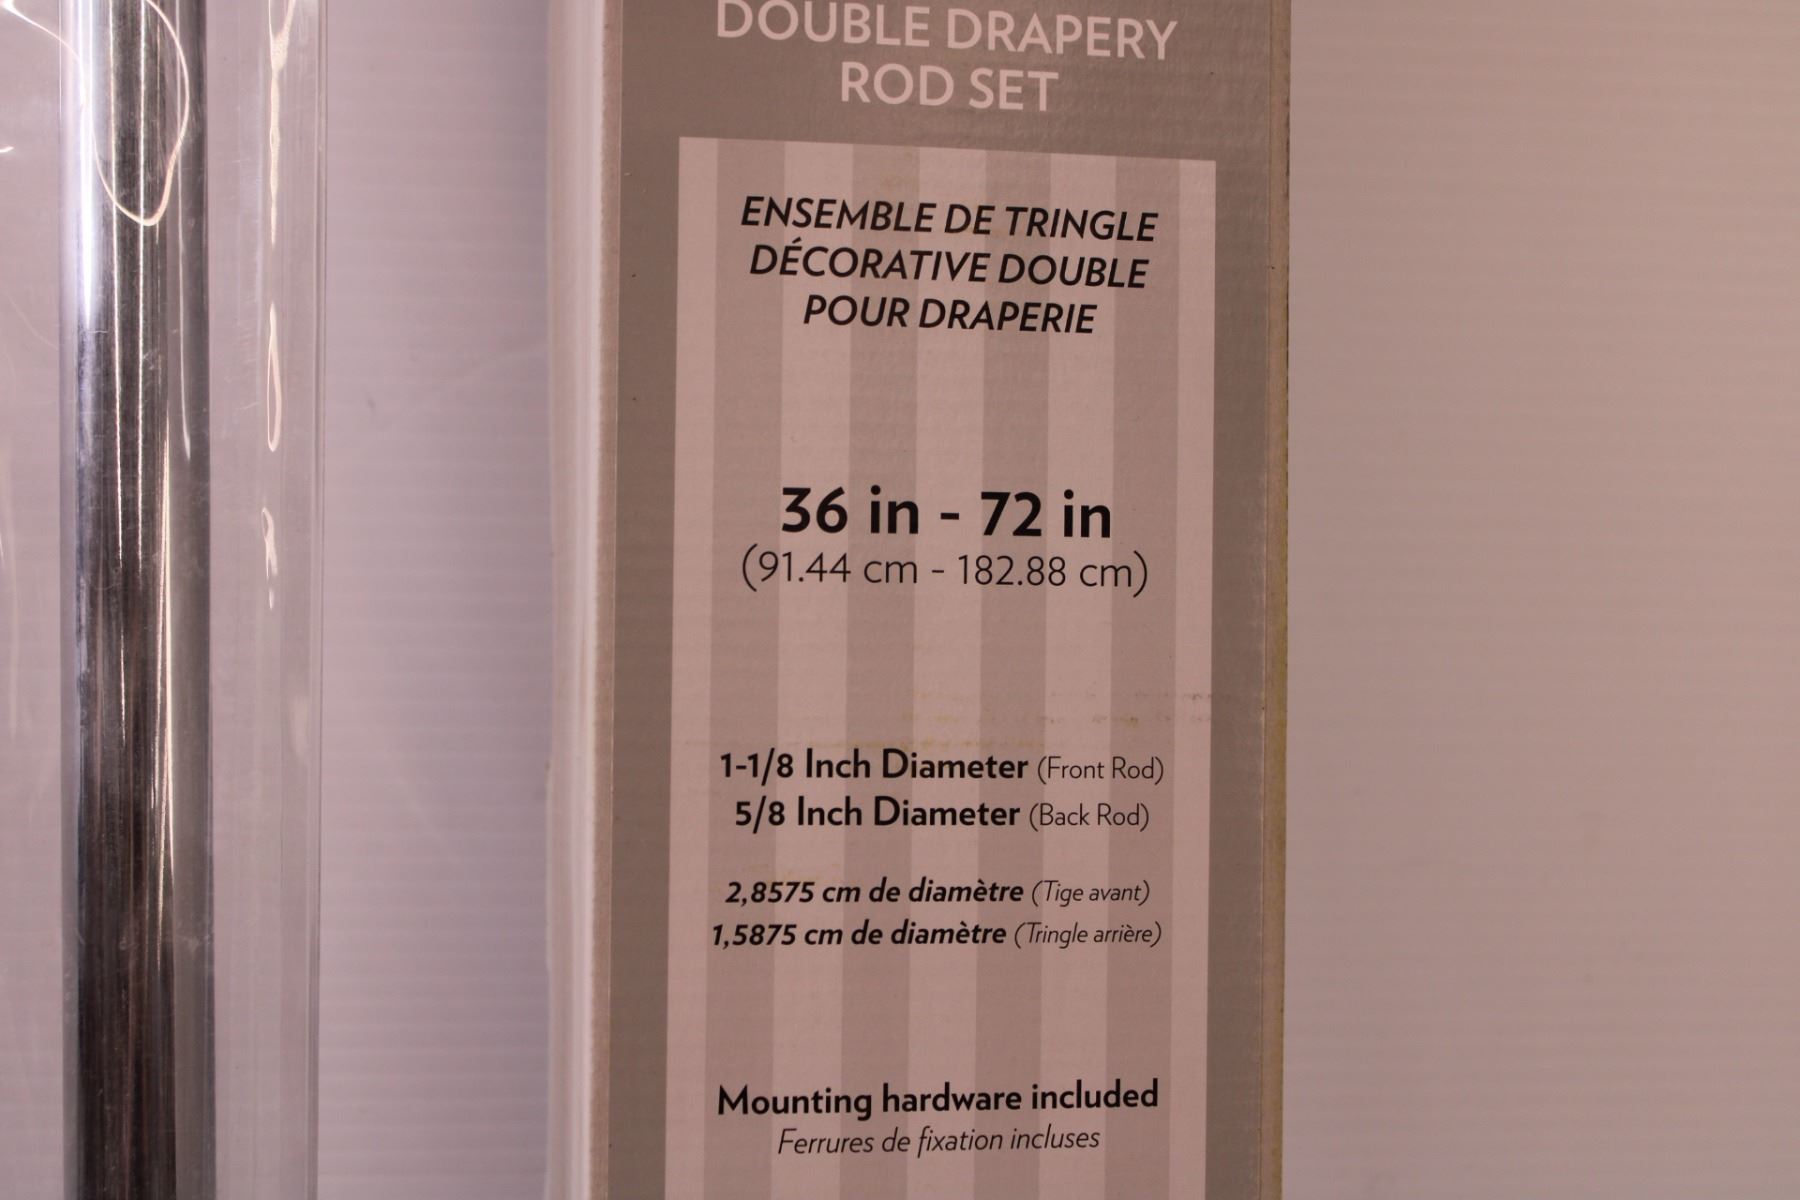 DOUBLE DRAPERY
ROD SET
ENSEMBLE DE TRINGLE
DÉCORATIVE DOUBLE
POUR DRAPERIE
36 in - 72 in
(91.44 cm - 182.88 cm)
1-1/8 Inch Diameter (Front Rod)
5/8 Inch Diameter (Back Rod)
2,8575 cm de diamètre (Tige avant)
1,5875 cm de diamètre (Tringle arrière)
Mounting hardware included
Ferrures de fixation incluses